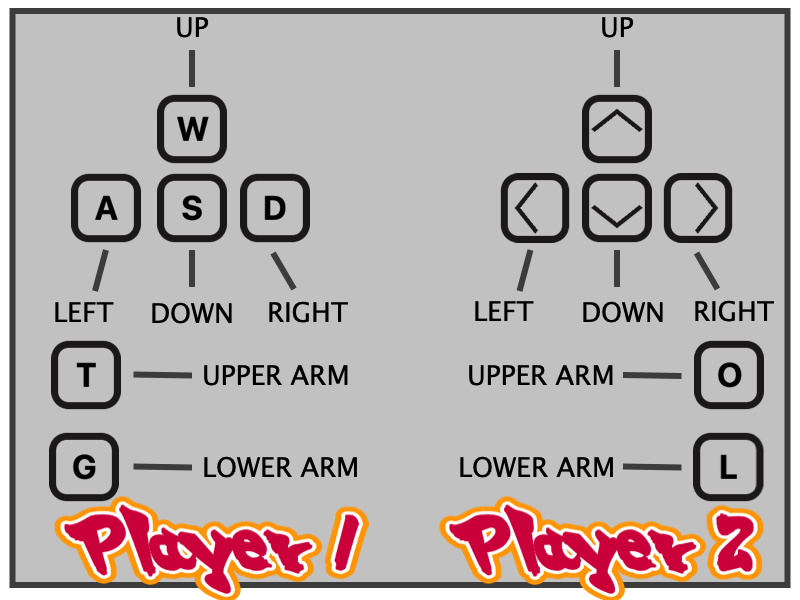 UP
W
A S D
LEFT DOWN RIGHT
T UPPER ARM
G LOWER ARM
Player 1
UP
LEFT DOWN RIGHT
UPPER ARM O
LOWER ARM L
Player 2